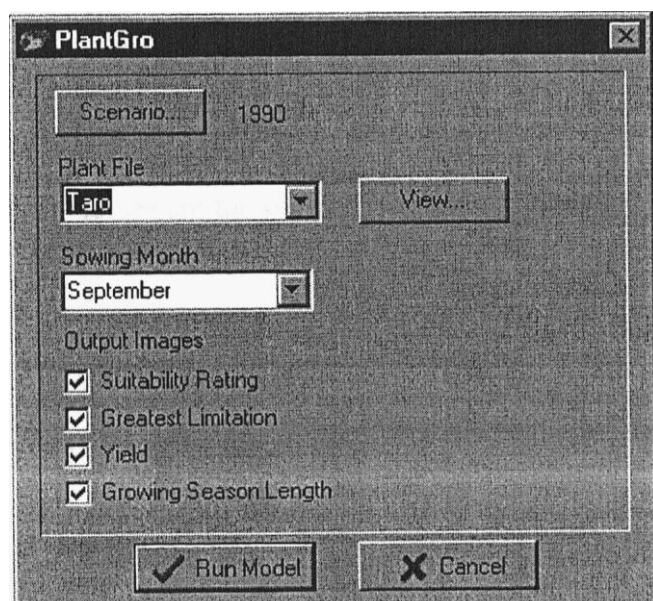 PlantGro
Scenario... 1990
Plant File
Taro View...
Sowing Month
September
Output Images
Suitability Rating
Greatest Limitation
Yield
Growing Season Length
Run Model Cancel